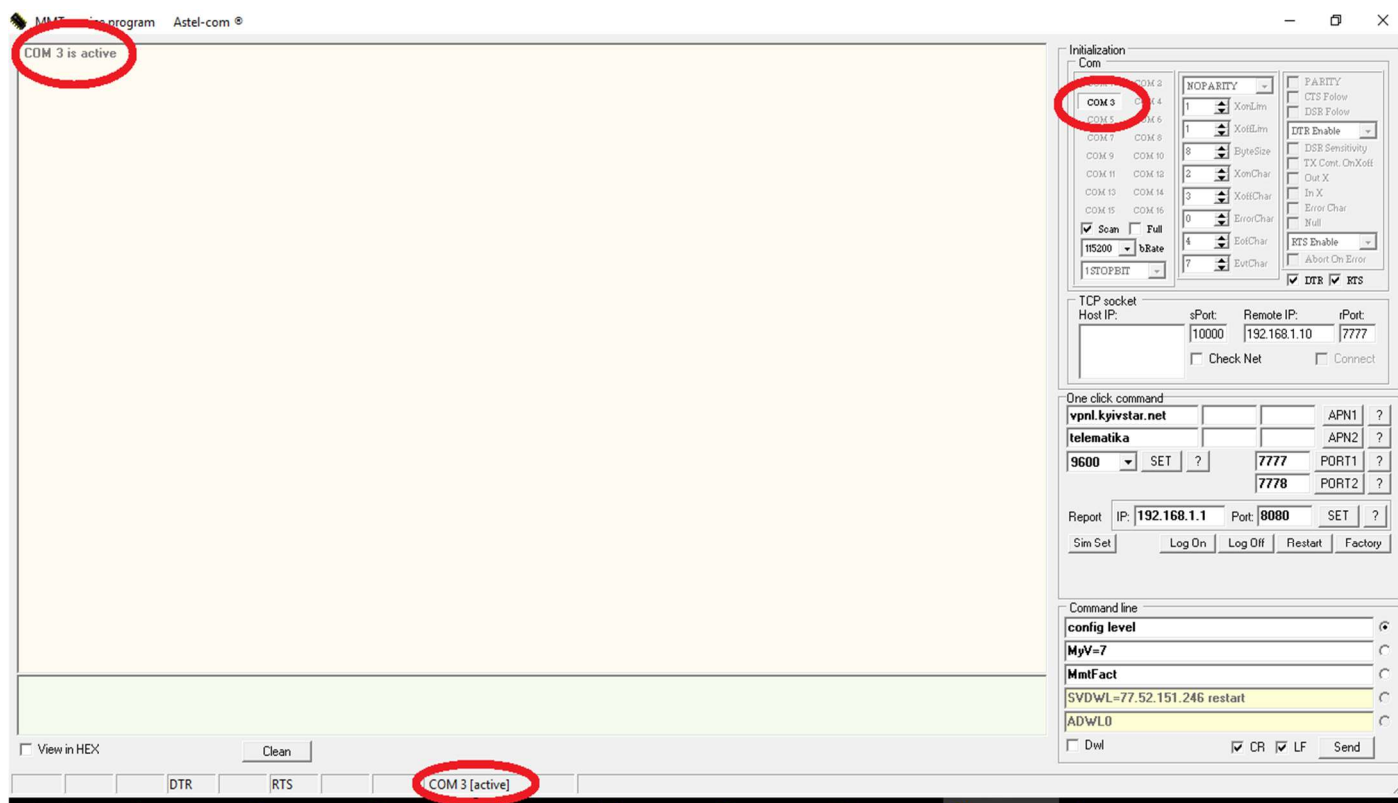 MMT program Astel-com ®
COM 3 is active
Initialization
Com
COM 2
COM 3
COM 5
COM 7 COM 8
COM 9 COM 10
COM 11 COM 12
COM 13 COM 14
COM 15 COM 16
Scan Full
115200 bRate
1STOPBIT
NOPARITY
1 XonLim
1 XoffLim
8 ByteSize
2 XonChar
3 XoffChar
0 ErrorChar
4 EofChar
7 EvtChar
PARITY
CTS Folow
DSR Folow
DTR Enable
DSR Sensitivity
TX Cont. OnXoff
Out X
In X
Error Char
Null
RTS Enable
Abort On Error
DTR RTS
TCP socket
Host IP: sPort: Remote IP: rPort:
10000 192.168.1.10 7777
Check Net Connect
One click command
vpnl.kyivstar.net APN1 ?
telematika APN2 ?
9600 SET ? 7777 PORT1 ?
7778 PORT2 ?
Report IP: 192.168.1.1 Port: 8080 SET ?
Sim Set Log On Log Off Restart Factory
Command line
config level
MyV=7
MmtFact
SVDWL=77.52.151.246 restart
ADWL0
Dwl CR LF Send
View in HEX Clean
DTR RTS COM 3 [active]